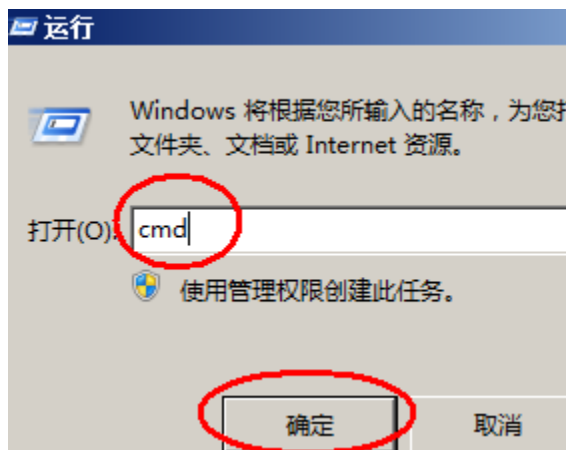 运行
Windows 将根据您所输入的名称，为您
文件夹、文档或 Internet 资源。
打开(O): cmd
使用管理权限创建此任务。
确定 取消